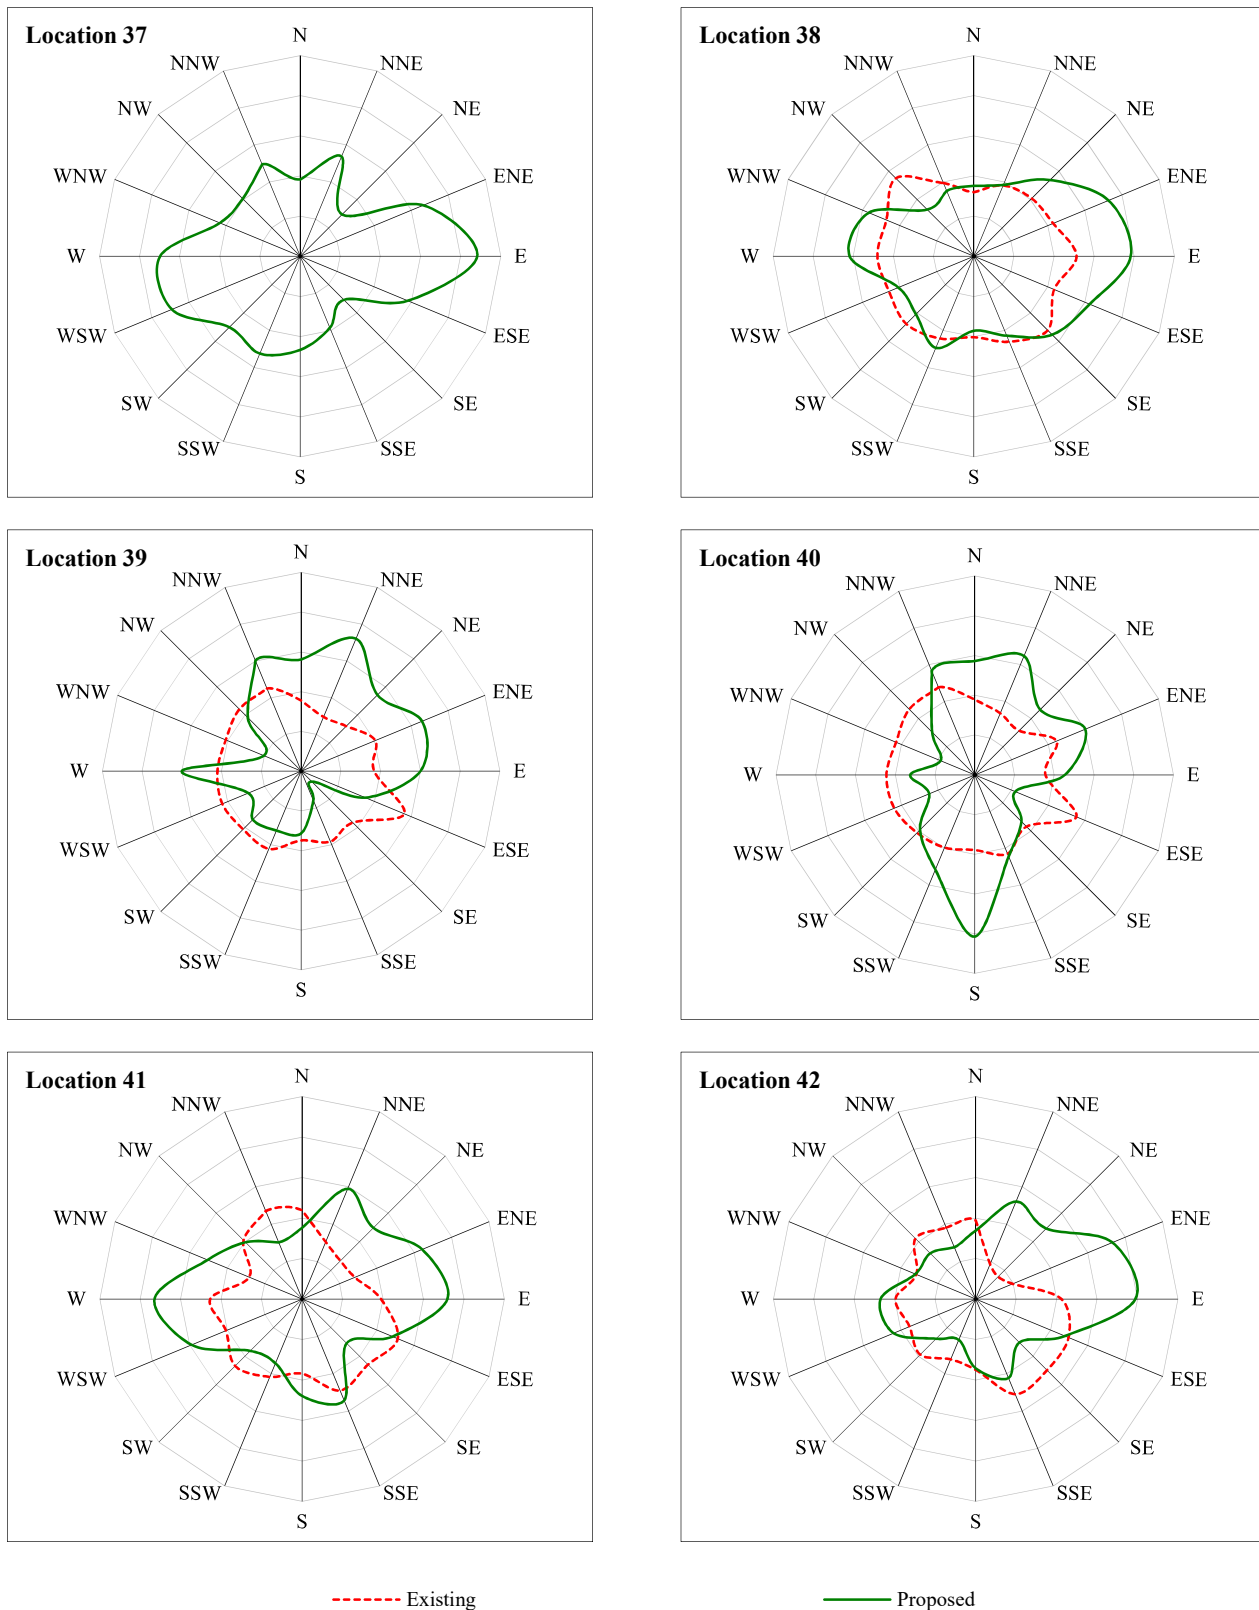 Location 37
N
NNW
NNE
NW
NE
WNW
ENE
W
E
WSW
ESE
SW
SE
SSW
SSE
S
Location 38
N
NNW
NNE
NW
NE
WNW
ENE
W
E
WSW
ESE
SW
SE
SSW
SSE
S
Location 39
N
NNW
NNE
NW
NE
WNW
ENE
W
E
WSW
ESE
SW
SE
SSW
SSE
S
Location 40
N
NNW
NNE
NW
NE
WNW
ENE
W
E
WSW
ESE
SW
SE
SSW
SSE
S
Location 41
N
NNW
NNE
NW
NE
WNW
ENE
W
E
WSW
ESE
SW
SE
SSW
SSE
S
Location 42
N
NNW
NNE
NW
NE
WNW
ENE
W
E
WSW
ESE
SW
SE
SSW
SSE
S
Existing
Proposed